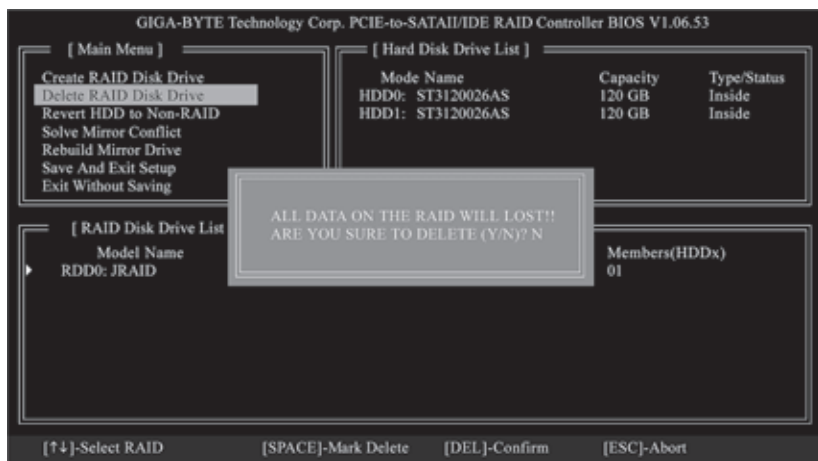 GIGA-BYTE Technology Corp. PCIE-to-SATAII/IDE RAID Controller BIOS V1.06.53
[ Main Menu ]
Create RAID Disk Drive
Delete RAID Disk Drive
Revert HDD to Non-RAID
Solve Mirror Conflict
Rebuild Mirror Drive
Save And Exit Setup
Exit Without Saving
[ Hard Disk Drive List ]
Mode Name Capacity Type/Status
HDD0: ST3120026AS 120 GB Inside
HDD1: ST3120026AS 120 GB Inside
ALL DATA ON THE RAID WILL LOST!!
ARE YOU SURE TO DELETE (Y/N)? N
[ RAID Disk Drive List
Model Name Members(HDDx)
RDD0: JRAID 01
[↑↓]-Select RAID [SPACE]-Mark Delete [DEL]-Confirm [ESC]-Abort